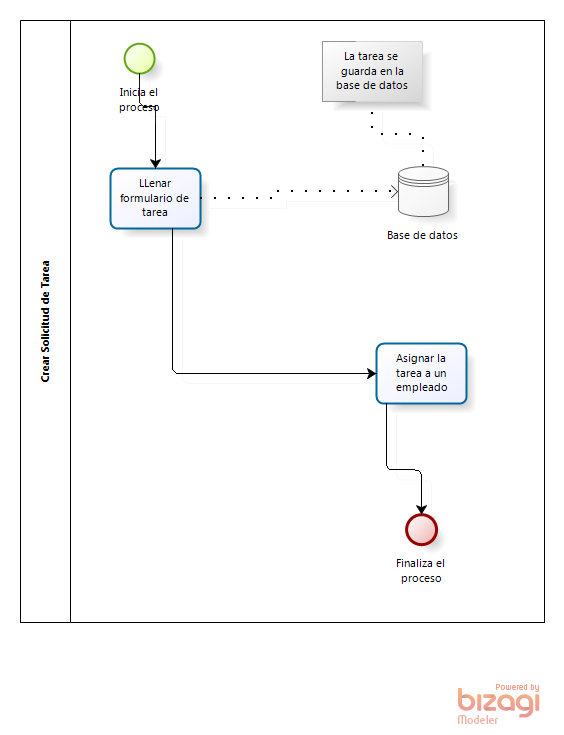 Crear Solicitud de Tarea
Inicia el
proceso
La tarea se
guarda en la
base de datos
LLenar
formulario de
tarea
Base de datos
Asignar la
tarea a un
empleado
Finaliza el
proceso
Powered by
bizagi
Modeler